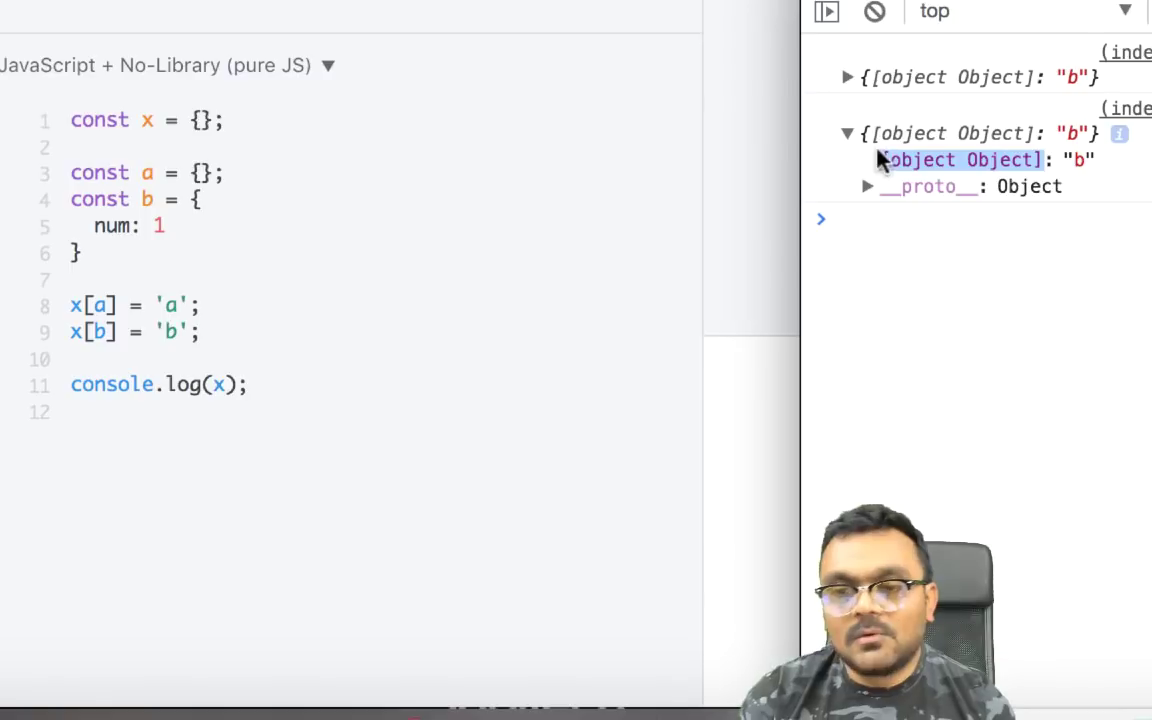 JavaScript + No-Library (pure JS) ▼
1 const x = {};
2
3 const a = {};
4 const b = {
5 num: 1
6 }
7
8 x[a] = 'a';
9 x[b] = 'b';
10
11 console.log(x);
12
top ▼
(inde
▶ {[object Object]: "b"}
(inde
▼ {[object Object]: "b"} i
[object Object]: "b"
▶ __proto__: Object
>